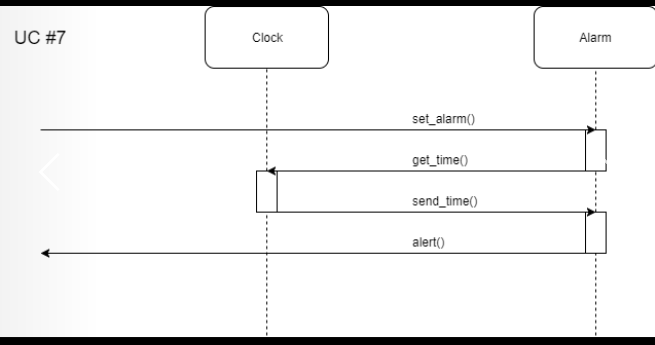 UC #7
Clock
Alarm
set_alarm()
get_time()
send_time()
alert()